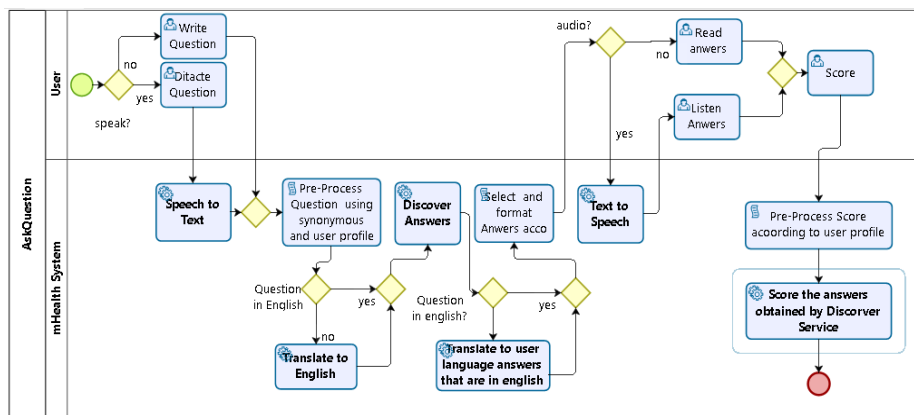 AskQuestion
User
mHealth System
speak?
no
yes
Write
Question
Ditacte
Question
Speech to
Text
Pre-Process
Question using
synonymous
and user profile
Question
in English
yes
no
Translate to
English
Discover
Answers
Question
in english?
yes
Translate to user
language answers
that are in english
Select and
format
Anwers acco
audio?
no
yes
Read
anwers
Text to
Speech
Listen
Anwers
Score
Pre-Process Score
acoording to user profile
Score the answers
obtained by Discorver
Service